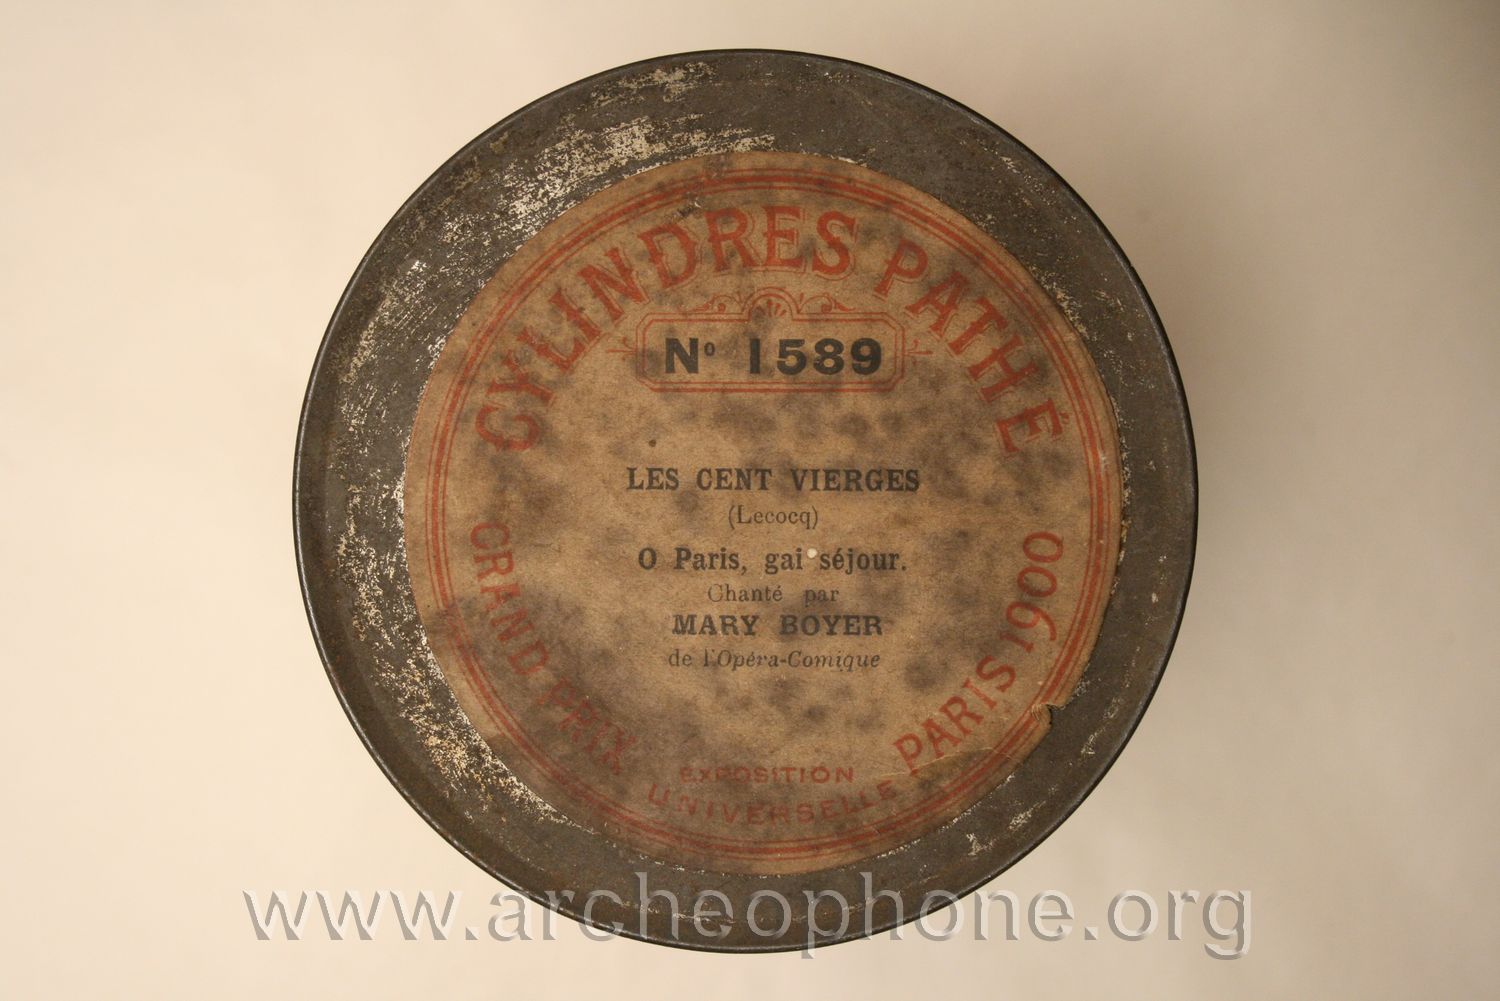 CYLINDRES PATHÉ
Nº 1589
LES CENT VIERGES
(Lecocq)
O Paris, gai séjour.
Chanté par
MARY BOYER
de l'Opéra-Comique
GRAND PRIX
EXPOSITION
UNIVERSELLE
PARIS 1900
www.archeophone.org